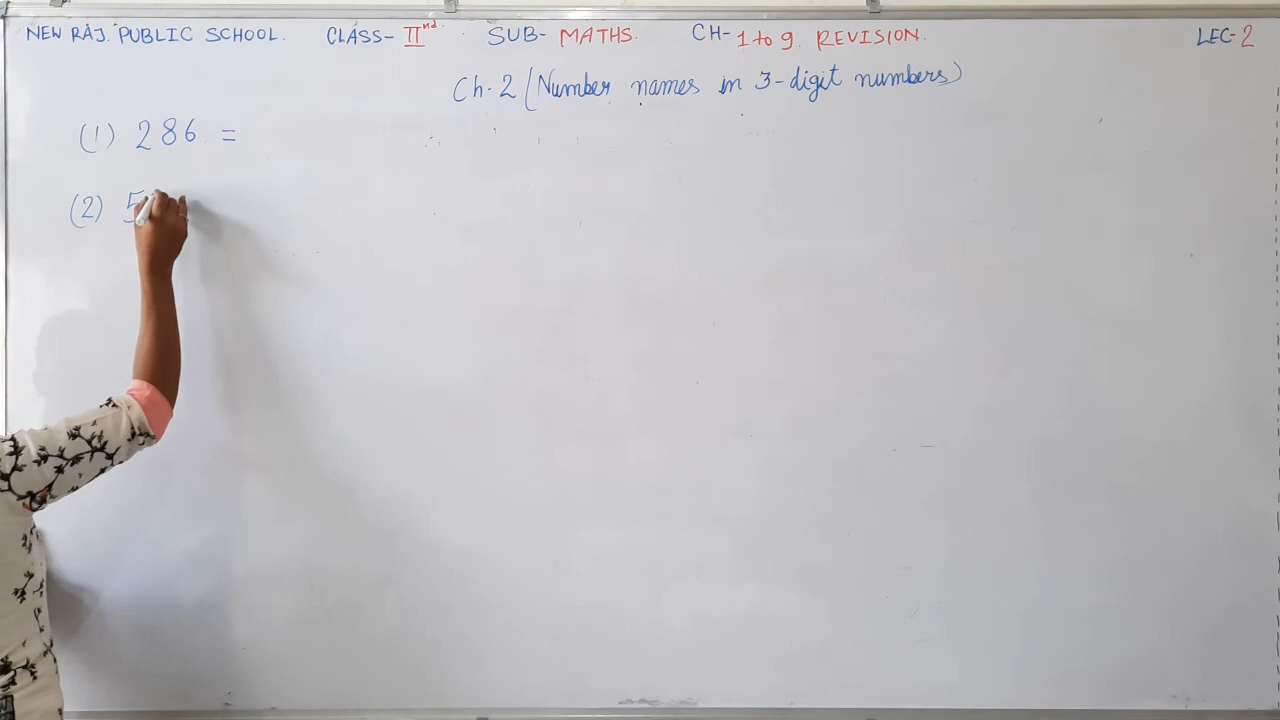 NEW RAJ. PUBLIC SCHOOL. CLASS- IInd. SUB- MATHS. CH- 1 to 9. REVISION. LEC-2
Ch. 2 (Number names in 3-digit numbers)
(1) 286 =
(2) 5